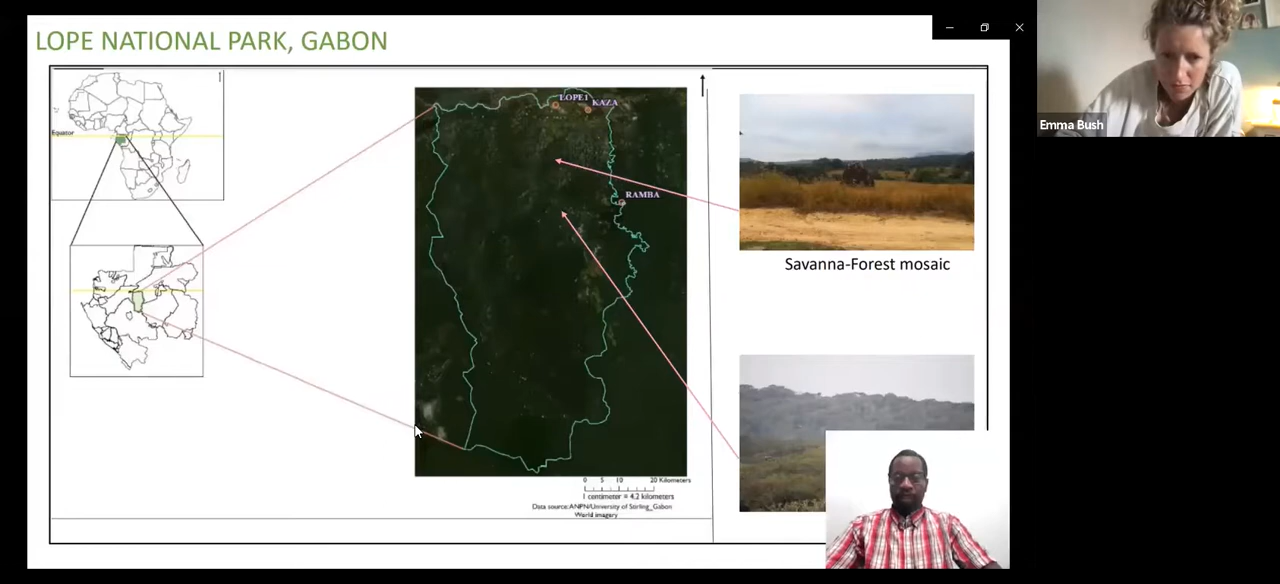 LOPE NATIONAL PARK, GABON
Equator
LOPE1
KAZA
RAMBA
Savanna-Forest mosaic
0 5 10 20 Kilometers
1 centimeter = 4,2 kilometers
Data source:ANPN/University of Stirling_Gabon
World imagery
Emma Bush